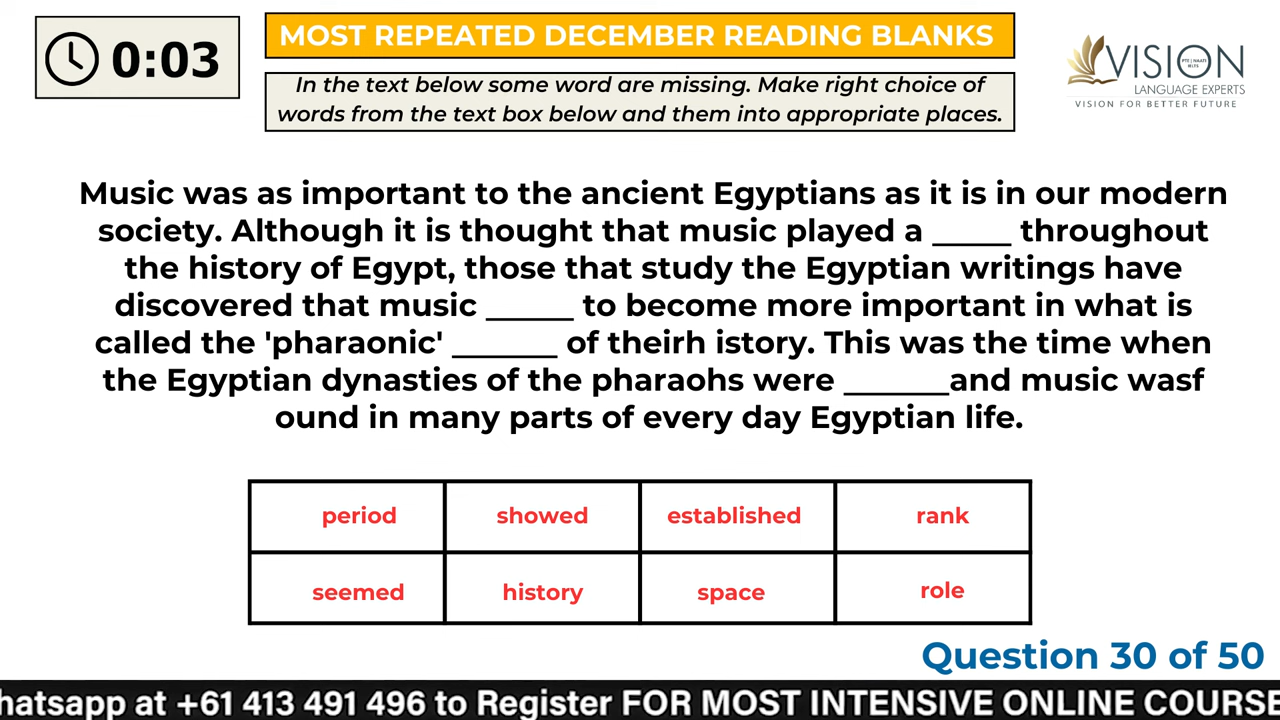 0:03
MOST REPEATED DECEMBER READING BLANKS
In the text below some word are missing. Make right choice of
words from the text box below and them into appropriate places.
VISION
PTE | NAATI
IELTS
LANGUAGE EXPERTS
VISION FOR BETTER FUTURE
Music was as important to the ancient Egyptians as it is in our modern
society. Although it is thought that music played a _____ throughout
the history of Egypt, those that study the Egyptian writings have
discovered that music ______ to become more important in what is
called the 'pharaonic' _______ of theirh istory. This was the time when
the Egyptian dynasties of the pharaohs were _______and music wasf
ound in many parts of every day Egyptian life.
period showed established rank
seemed history space role
Question 30 of 50
hatsapp at +61 413 491 496 to Register FOR MOST INTENSIVE ONLINE COURSE